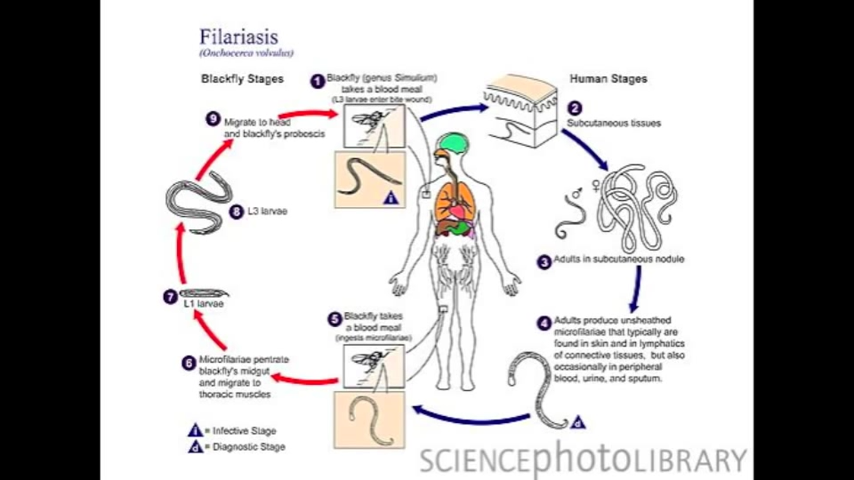 Filariasis
(Onchocerca volvulus)
Blackfly Stages
Human Stages
1
Blackfly (genus Simulium)
takes a blood meal
(L3 larvae enter bite wound)
i
2
Subcutaneous tissues
♂ ♀
3 Adults in subcutaneous nodule
4 Adults produce unsheathed
microfilariae that typically are
found in skin and in lymphatics
of connective tissues, but also
occasionally in peripheral
blood, urine, and sputum.
d
5 Blackfly takes
a blood meal
(ingests microfilariae)
6 Microfilariae pentrate
blackfly's midgut
and migrate to
thoracic muscles
7
L1 larvae
8 L3 larvae
9
Migrate to head
and blackfly's proboscis
i = Infective Stage
d = Diagnostic Stage
SCIENCEphotoLIBRARY